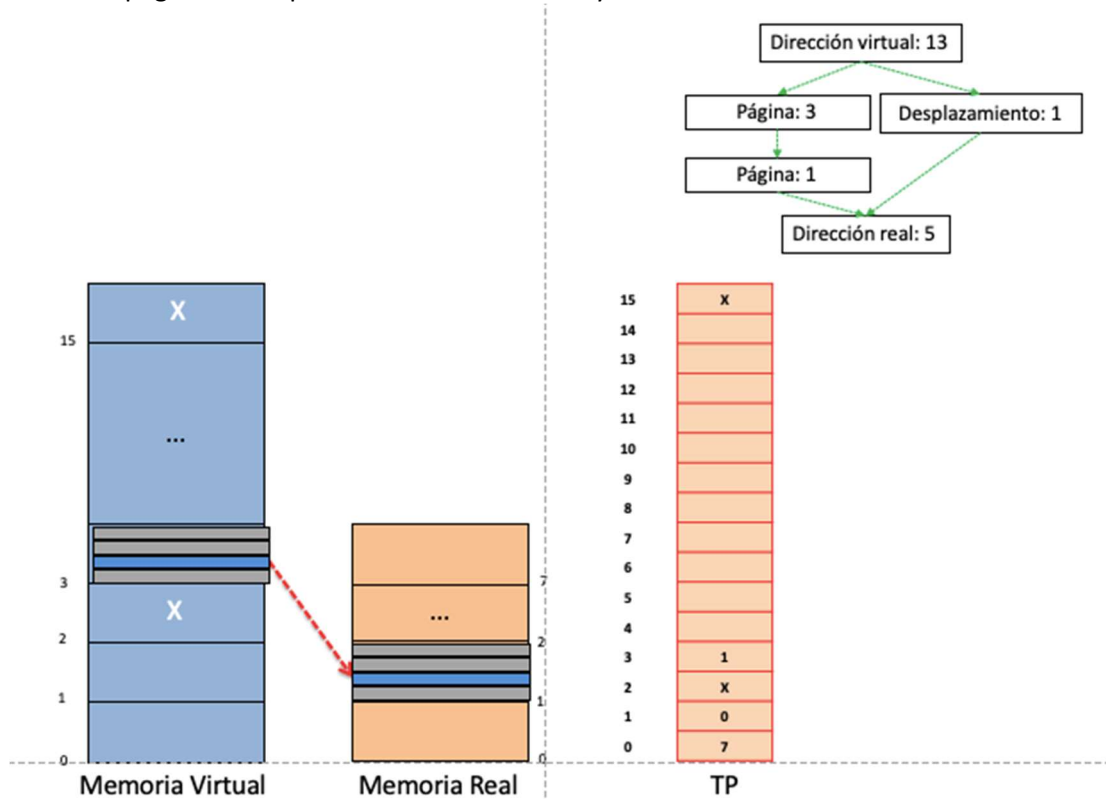 Dirección virtual: 13
Página: 3
Desplazamiento: 1
Página: 1
Dirección real: 5
X
15
...
3
X
2
1
0
7
...
2
1
0
15 X
14
13
12
11
10
9
8
7
6
5
4
3 1
2 X
1 0
0 7
Memoria Virtual
Memoria Real
TP